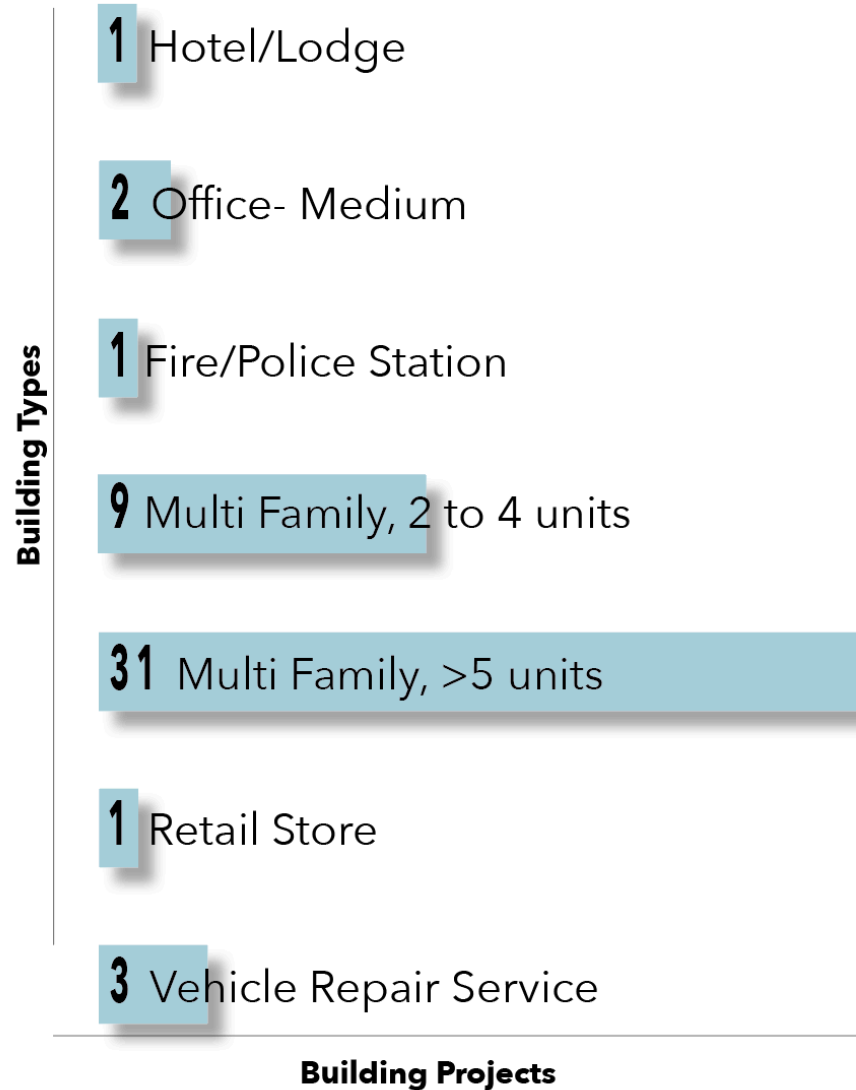 1 Hotel/Lodge
2 Office- Medium
1 Fire/Police Station
9 Multi Family, 2 to 4 units
31 Multi Family, >5 units
1 Retail Store
3 Vehicle Repair Service
Building Types
Building Projects